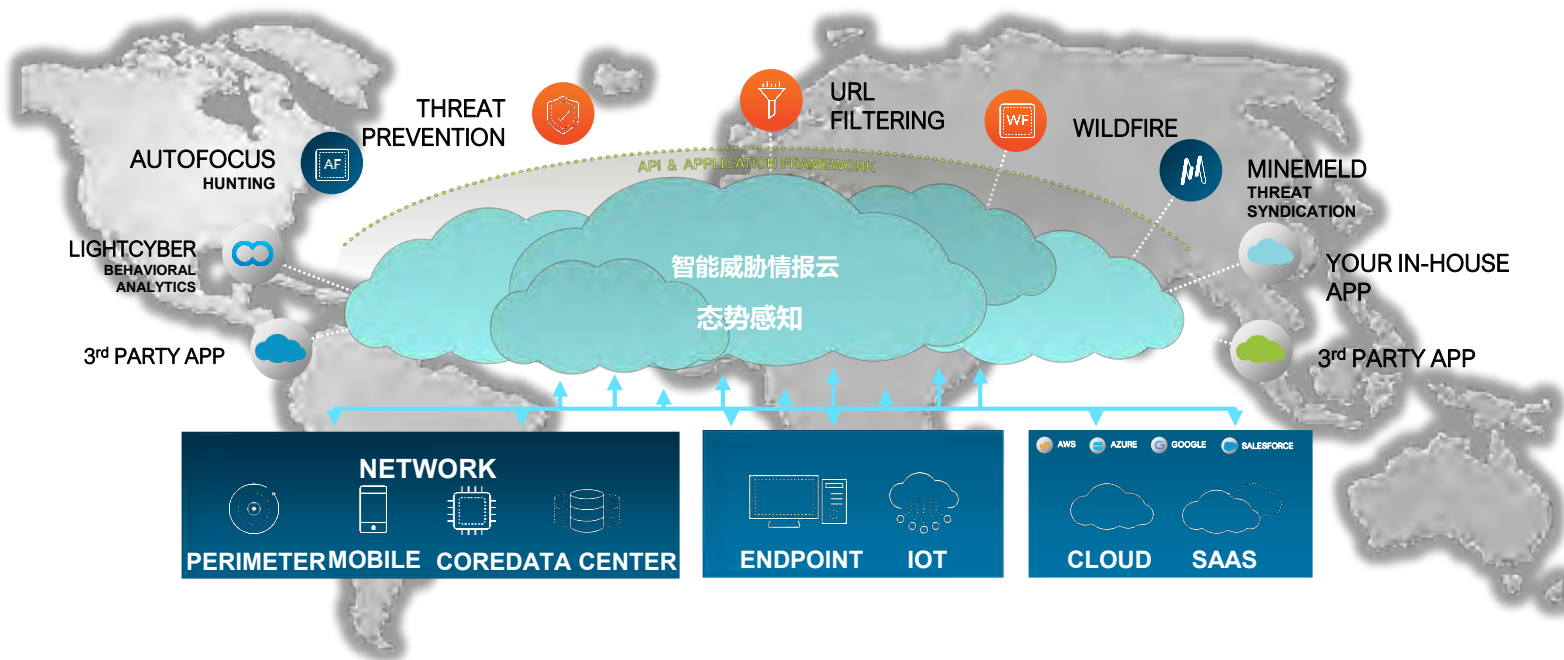 THREAT
PREVENTION
URL
FILTERING
WF
WILDFIRE
AUTOFOCUS
HUNTING
AF
API & APPLICATION FRAMEWORK
MINEMELD
THREAT
SYNDICATION
LIGHTCYBER
BEHAVIORAL
ANALYTICS
智能威胁情报云
态势感知
YOUR IN-HOUSE
APP
3rd PARTY APP
3rd PARTY APP
NETWORK
PERIMETER
MOBILE
CORE
DATA CENTER
ENDPOINT
IOT
AWS
AZURE
GOOGLE
SALESFORCE
CLOUD
SAAS